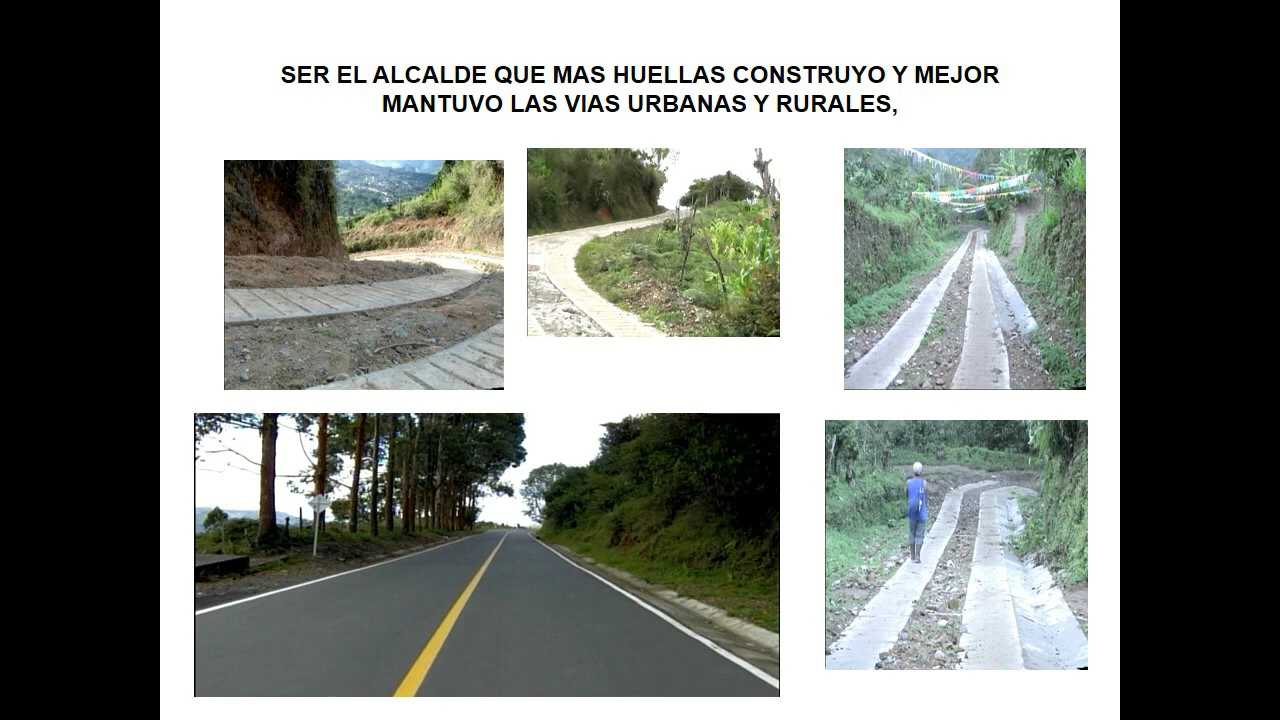 SER EL ALCALDE QUE MAS HUELLAS CONSTRUYO Y MEJOR
MANTUVO LAS VIAS URBANAS Y RURALES,